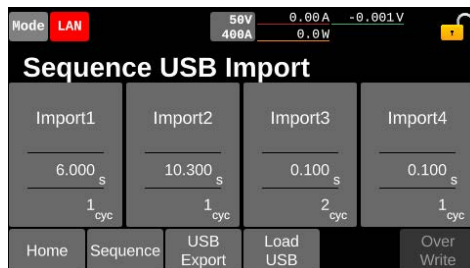 Mode LAN 50V 0.00A -0.001V
400A 0.0W
Sequence USB Import
Import1 Import2 Import3 Import4
6.000 s 10.300 s 0.100 s 0.100 s
1 cyc 1 cyc 2 cyc 1 cyc
Home Sequence USB Export Load USB Over Write